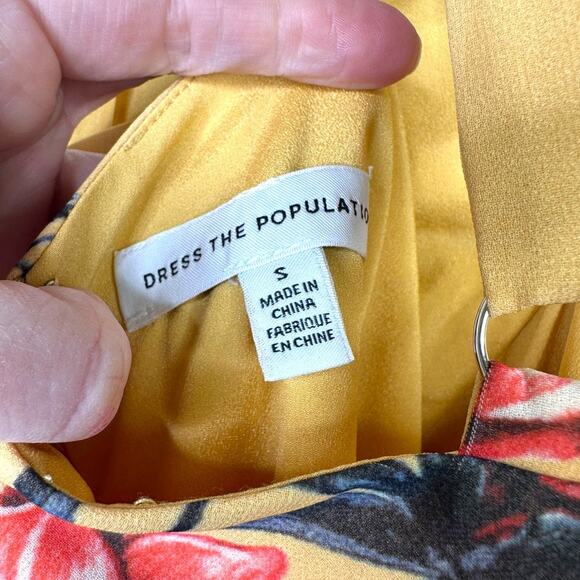 DRESS THE POPULATIO
S
MADE IN
CHINA
FABRIQUE
EN CHINE